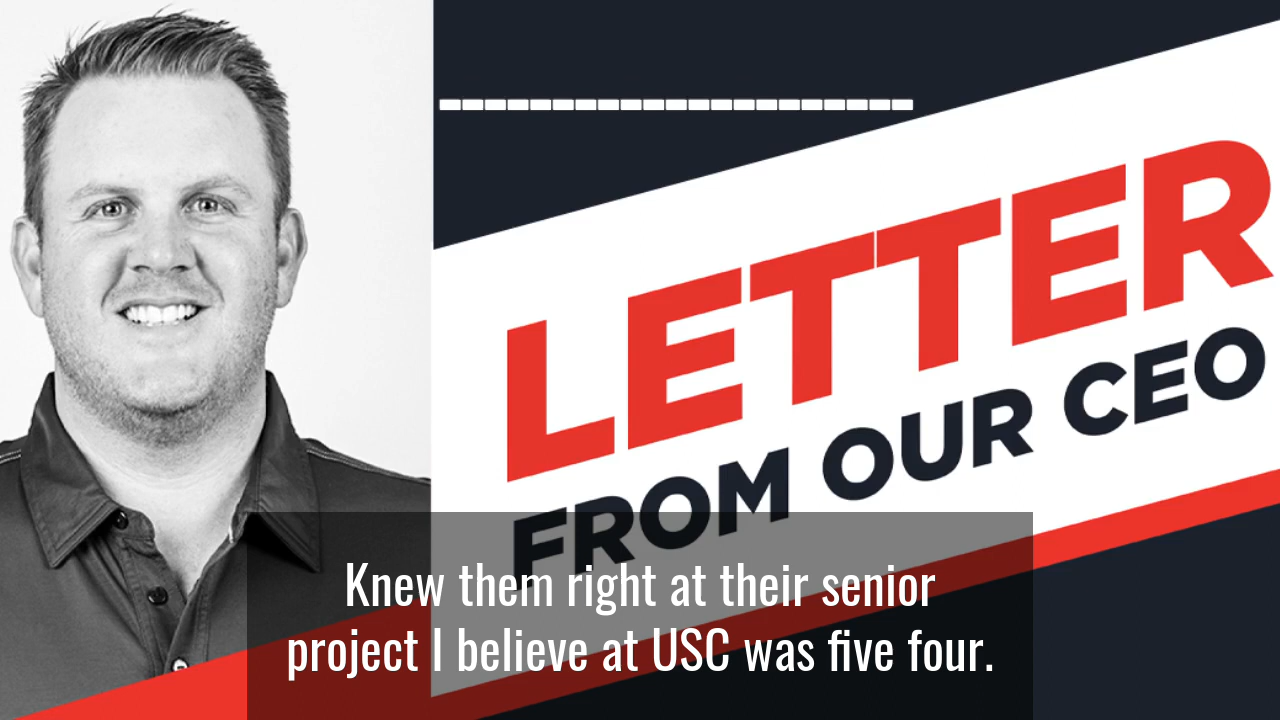 LETTER
FROM OUR CEO
Knew them right at their senior
project I believe at USC was five four.